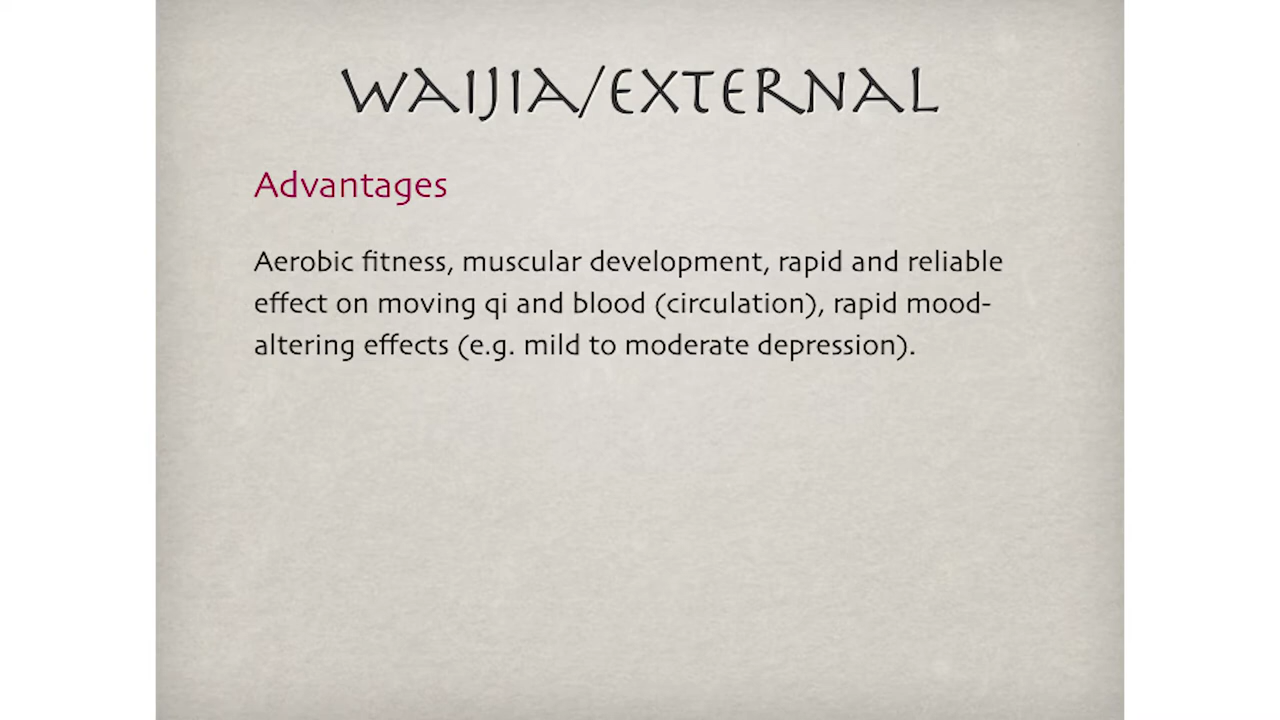 WAIJIA/EXTERNAL
Advantages
Aerobic fitness, muscular development, rapid and reliable
effect on moving qi and blood (circulation), rapid mood-
altering effects (e.g. mild to moderate depression).